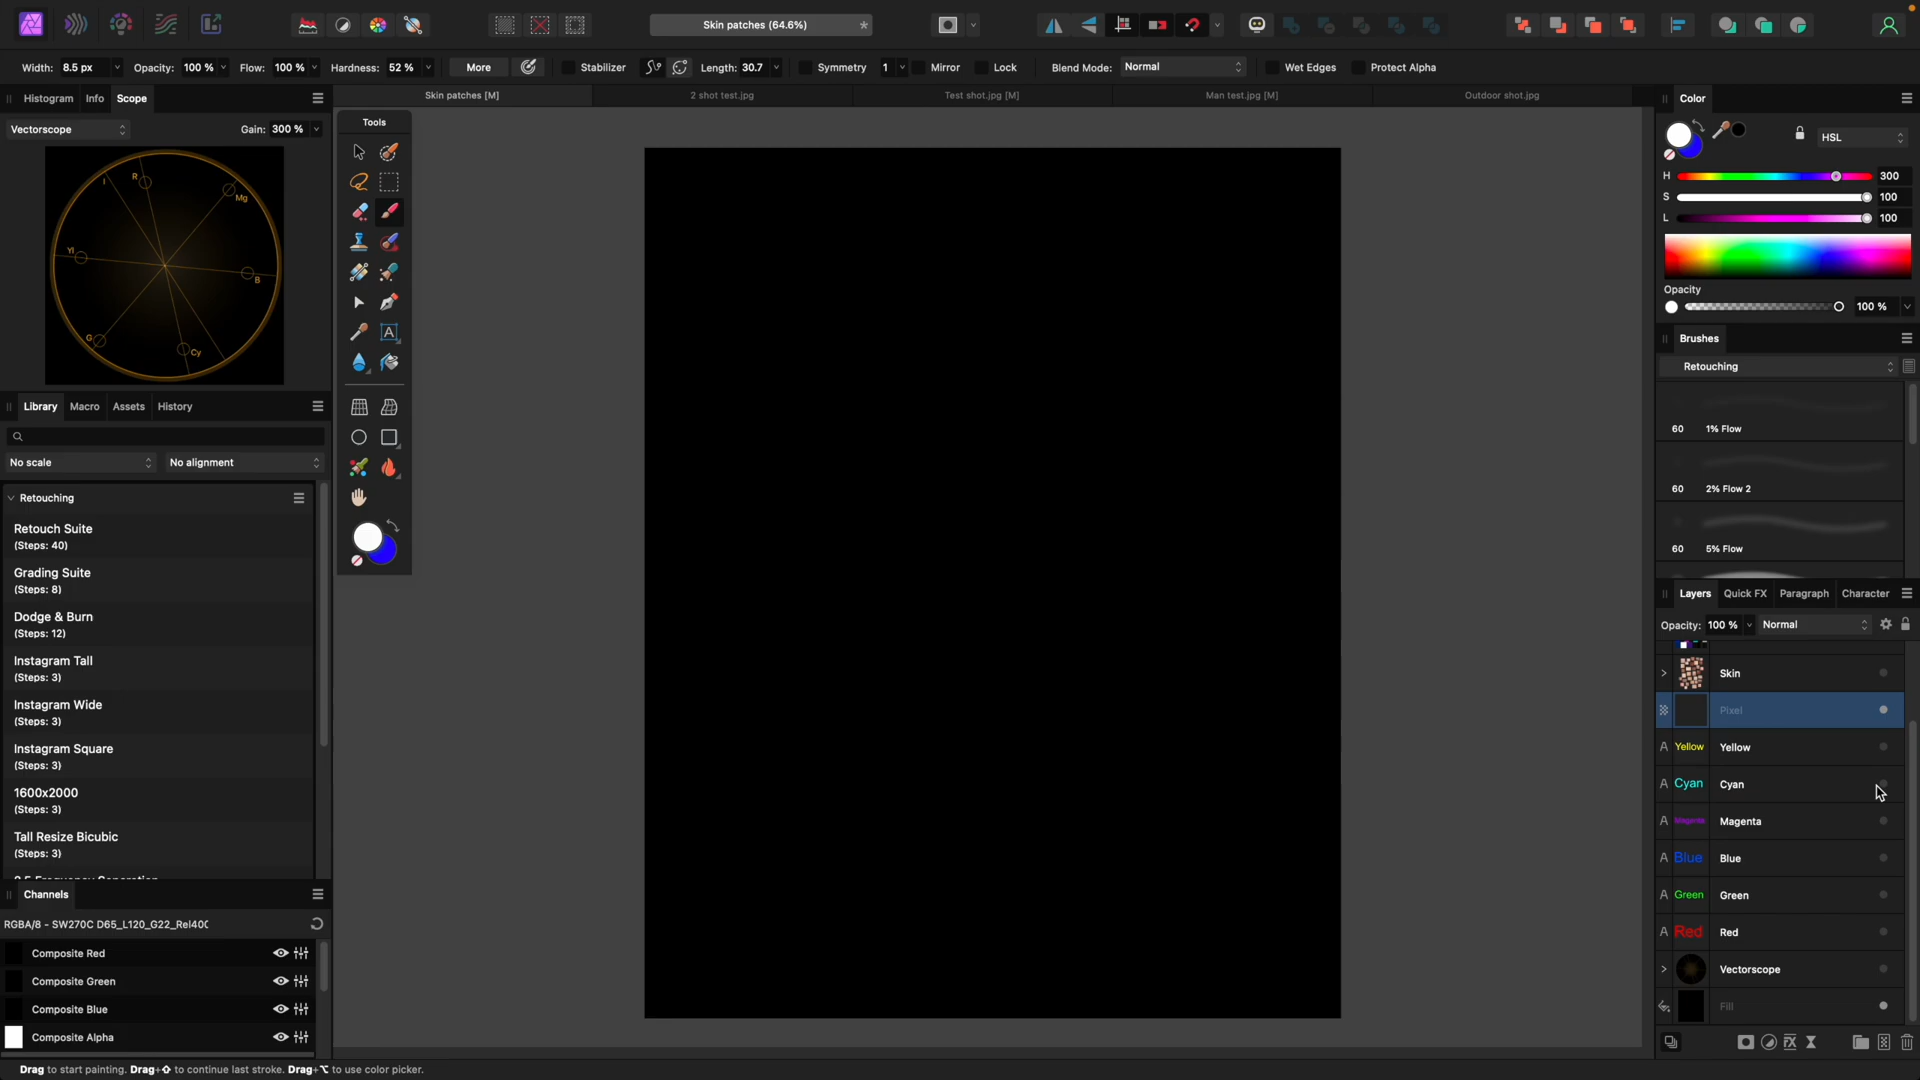 Skin patches (64.6%)
*
Width: 8.5 px
Opacity: 100 %
Flow: 100 %
Hardness: 52 %
More
Stabilizer
Length: 30.7
Symmetry
1
Mirror
Lock
Blend Mode: Normal
Wet Edges
Protect Alpha
Skin patches [M]
2 shot test.jpg
Test shot.jpg [M]
Man test.jpg [M]
Outdoor shot.jpg
Histogram
Info
Scope
Vectorscope
Gain: 300 %
R
I
Mg
Yl
B
G
Cy
Library
Macro
Assets
History
No scale
No alignment
Retouching
Retouch Suite
(Steps: 40)
Grading Suite
(Steps: 8)
Dodge & Burn
(Steps: 12)
Instagram Tall
(Steps: 3)
Instagram Wide
(Steps: 3)
Instagram Square
(Steps: 3)
1600x2000
(Steps: 3)
Tall Resize Bicubic
(Steps: 3)
Channels
RGBA/8 - SW270C D65_L120_G22_Rel400
Composite Red
Composite Green
Composite Blue
Composite Alpha
Tools
A
Color
HSL
H 300
S 100
L 100
Opacity
100 %
Brushes
Retouching
60 1% Flow
60 2% Flow 2
60 5% Flow
Layers
Quick FX
Paragraph
Character
Opacity: 100 %
Normal
Skin
Pixel
A Yellow Yellow
A Cyan Cyan
A Magenta Magenta
A Blue Blue
A Green Green
A Red Red
Vectorscope
Fill
FX
Drag to start painting. Drag+⇧ to continue last stroke. Drag+⌥ to use color picker.